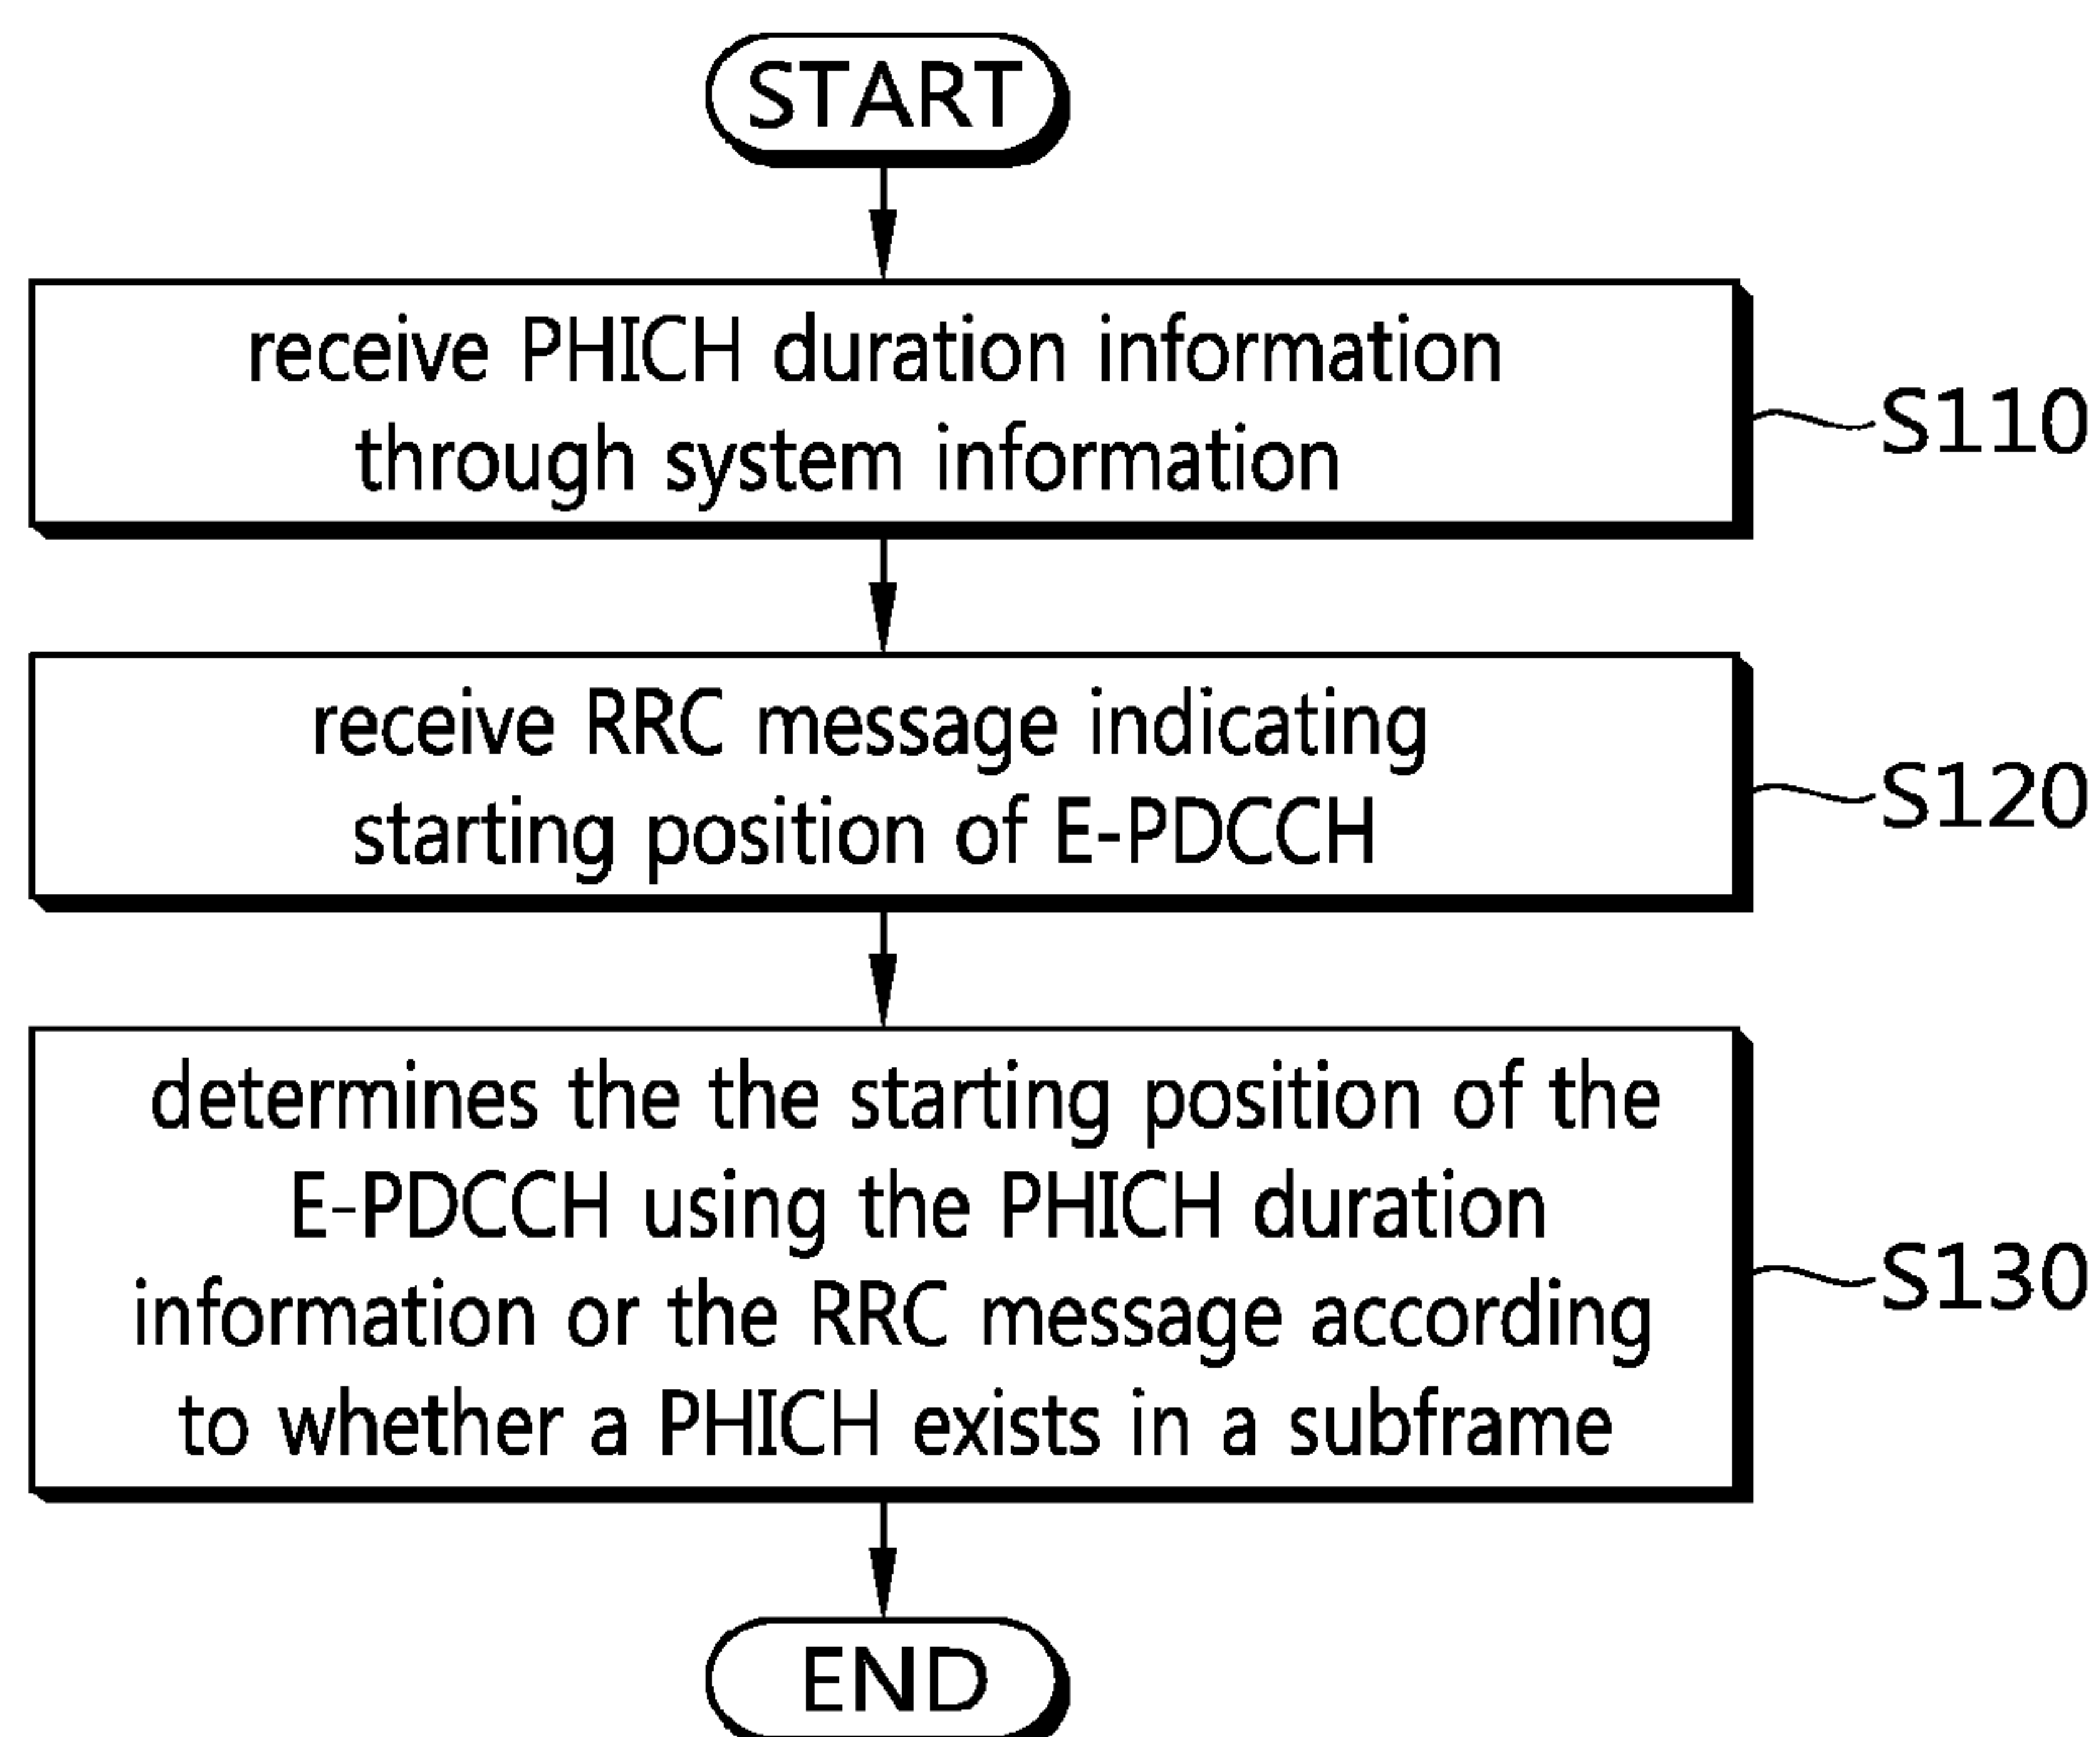 START
receive PHICH duration information
through system information
S110
receive RRC message indicating
starting position of E-PDCCH
S120
determines the the starting position of the
E-PDCCH using the PHICH duration
information or the RRC message according
to whether a PHICH exists in a subframe
S130
END